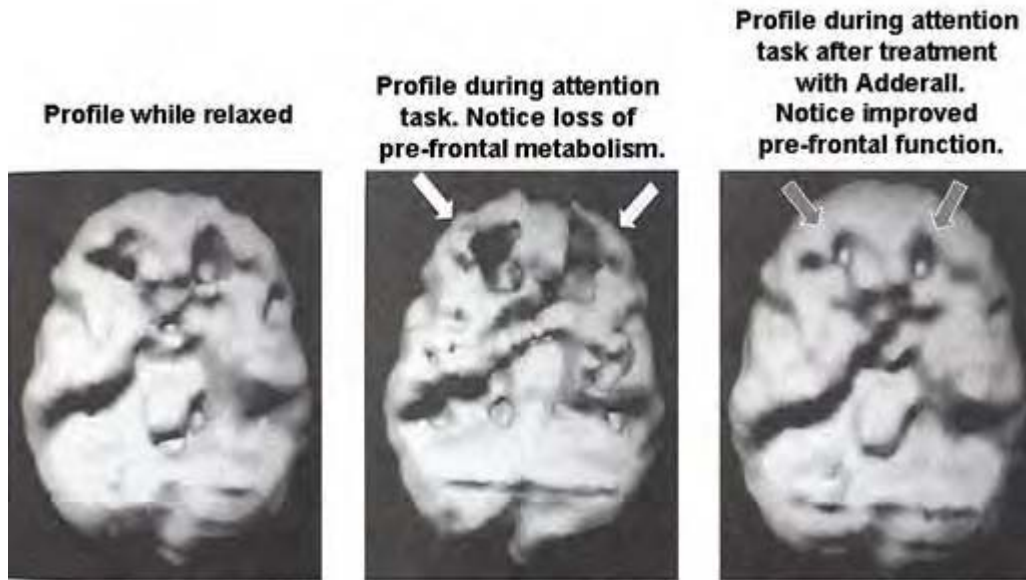 Profile while relaxed
Profile during attention
task. Notice loss of
pre-frontal metabolism.
Profile during attention
task after treatment
with Adderall.
Notice improved
pre-frontal function.